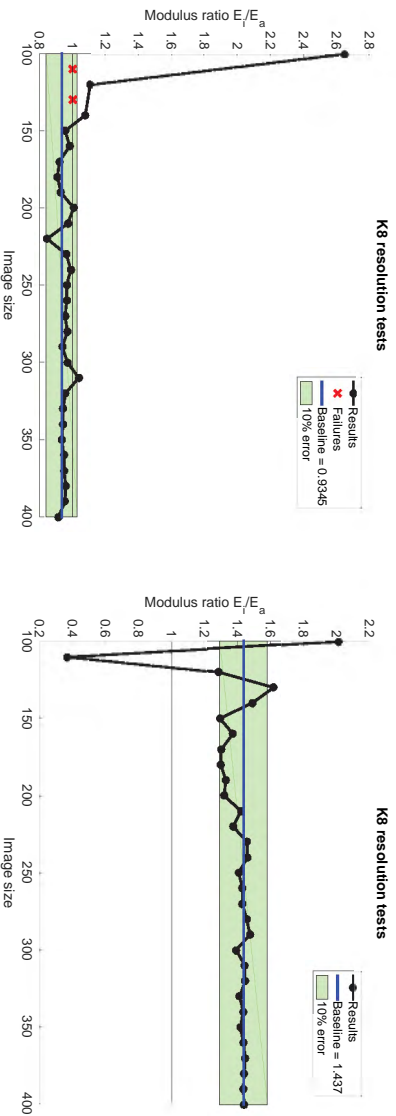 K8 resolution tests
Modulus ratio E_i/E_a
2.8
2.6
2.4
2.2
2
1.8
1.6
1.4
1.2
1
0.8
100 150 200 250 300 350 400
Image size
Results
Failures
Baseline = 0.9345
10% error
K8 resolution tests
Modulus ratio E_i/E_a
2.2
2
1.8
1.6
1.4
1.2
1
0.8
0.6
0.4
0.2
100 150 200 250 300 350 400
Image size
Results
Baseline = 1.437
10% error